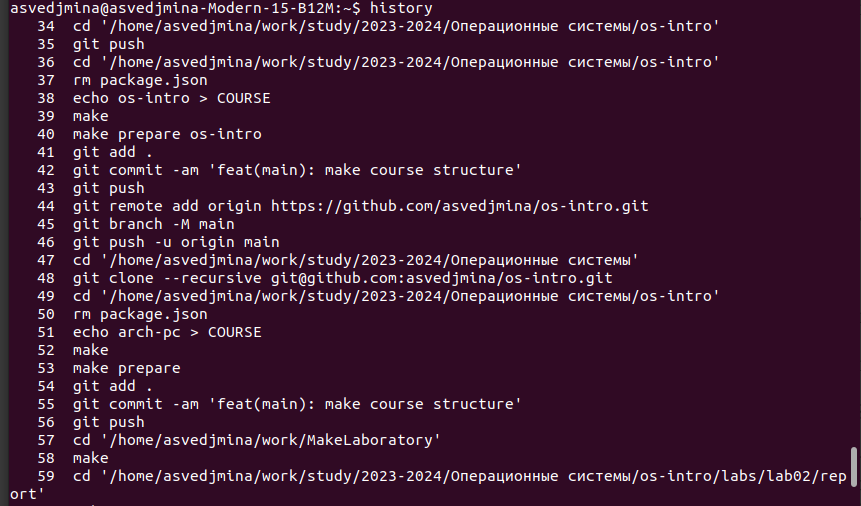 asvedjmina@asvedjmina-Modern-15-B12M:~$ history
34 cd '/home/asvedjmina/work/study/2023-2024/Операционные системы/os-intro'
35 git push
36 cd '/home/asvedjmina/work/study/2023-2024/Операционные системы/os-intro'
37 rm package.json
38 echo os-intro > COURSE
39 make
40 make prepare os-intro
41 git add .
42 git commit -am 'feat(main): make course structure'
43 git push
44 git remote add origin https://github.com/asvedjmina/os-intro.git
45 git branch -M main
46 git push -u origin main
47 cd '/home/asvedjmina/work/study/2023-2024/Операционные системы'
48 git clone --recursive git@github.com:asvedjmina/os-intro.git
49 cd '/home/asvedjmina/work/study/2023-2024/Операционные системы/os-intro'
50 rm package.json
51 echo arch-pc > COURSE
52 make
53 make prepare
54 git add .
55 git commit -am 'feat(main): make course structure'
56 git push
57 cd '/home/asvedjmina/work/MakeLaboratory'
58 make
59 cd '/home/asvedjmina/work/study/2023-2024/Операционные системы/os-intro/labs/lab02/rep
ort'